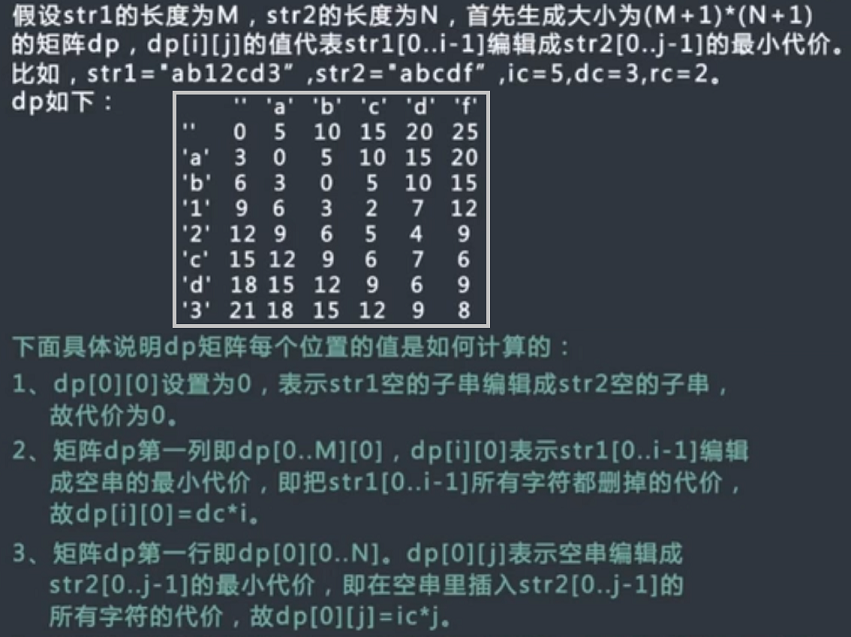 假设str1的长度为M，str2的长度为N，首先生成大小为(M+1)*(N+1)
的矩阵dp，dp[i][j]的值代表str1[0..i-1]编辑成str2[0..j-1]的最小代价。
比如，str1="ab12cd3"，str2="abcdf"，ic=5,dc=3,rc=2。
dp如下：
'' 'a' 'b' 'c' 'd' 'f'
'' 0 5 10 15 20 25
'a' 3 0 5 10 15 20
'b' 6 3 0 5 10 15
'1' 9 6 3 2 7 12
'2' 12 9 6 5 4 9
'c' 15 12 9 6 7 6
'd' 18 15 12 9 6 9
'3' 21 18 15 12 9 8
下面具体说明dp矩阵每个位置的值是如何计算的：
1、dp[0][0]设置为0，表示str1空的子串编辑成str2空的子串，
故代价为0。
2、矩阵dp第一列即dp[0..M][0]，dp[i][0]表示str1[0..i-1]编辑
成空串的最小代价，即把str1[0..i-1]所有字符都删掉的代价，
故dp[i][0]=dc*i。
3、矩阵dp第一行即dp[0][0..N]。dp[0][j]表示空串编辑成
str2[0..j-1]的最小代价，即在空串里插入str2[0..j-1]的
所有字符的代价，故dp[0][j]=ic*j。